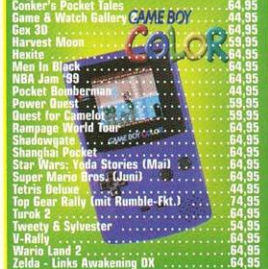 Conker's Pocket Tales 64,95
Game & Watch Gallery 44,95
GAME BOY
COLOR
Gex 3D 64,95
Harvest Moon 59,95
Hexite 64,95
Men In Black 64,95
NBA Jam '99 64,95
Pocket Bomberman 44,95
Power Quest 59,95
Quest for Camelot 59,95
Rampage World Tour 64,95
Shadowgate 64,95
Shanghai Pocket 64,95
Star Wars: Yoda Stories (Mai) 64,95
Super Mario Bros. (Juni) 64,95
Tetris Deluxe 44,95
Top Gear Rally (mit Rumble-Fkt.) 74,95
Turok 2 64,95
Tweety & Sylvester 54,95
V-Rally 64,95
Wario Land 2 64,95
Zelda - Links Awakening DX 64,95